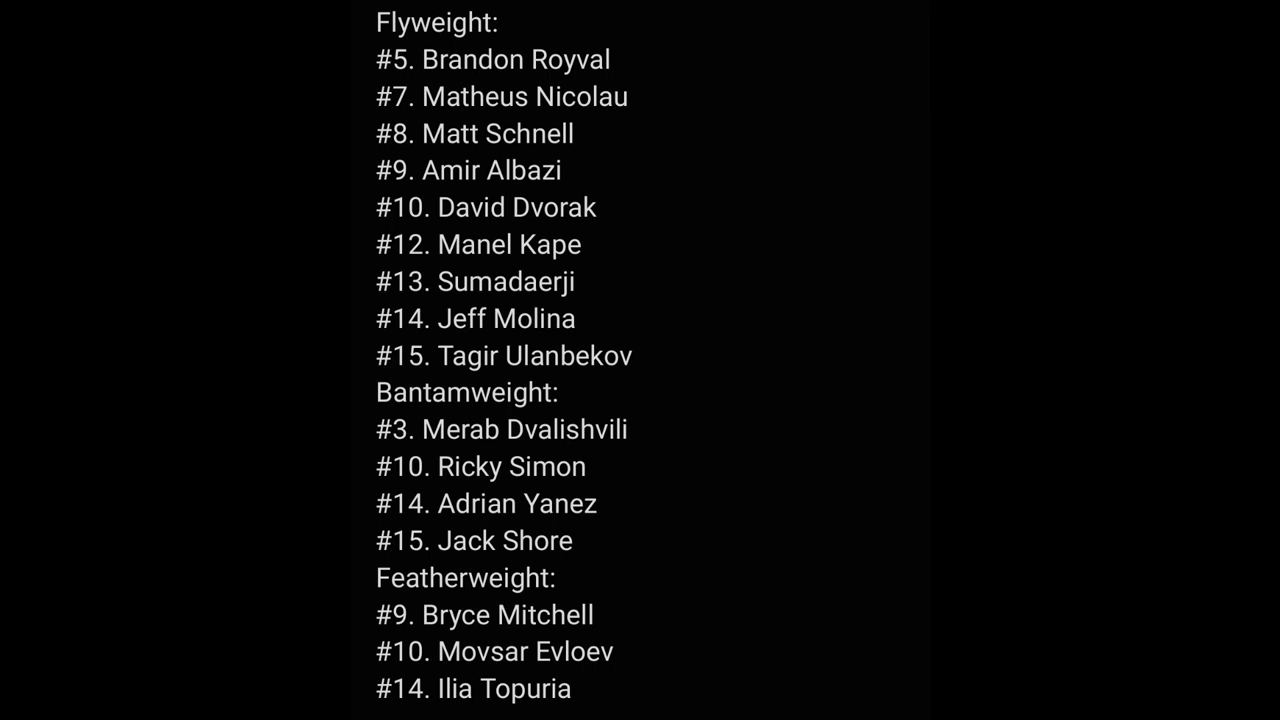 Flyweight:
#5. Brandon Royval
#7. Matheus Nicolau
#8. Matt Schnell
#9. Amir Albazi
#10. David Dvorak
#12. Manel Kape
#13. Sumadaerji
#14. Jeff Molina
#15. Tagir Ulanbekov
Bantamweight:
#3. Merab Dvalishvili
#10. Ricky Simon
#14. Adrian Yanez
#15. Jack Shore
Featherweight:
#9. Bryce Mitchell
#10. Movsar Evloev
#14. Ilia Topuria